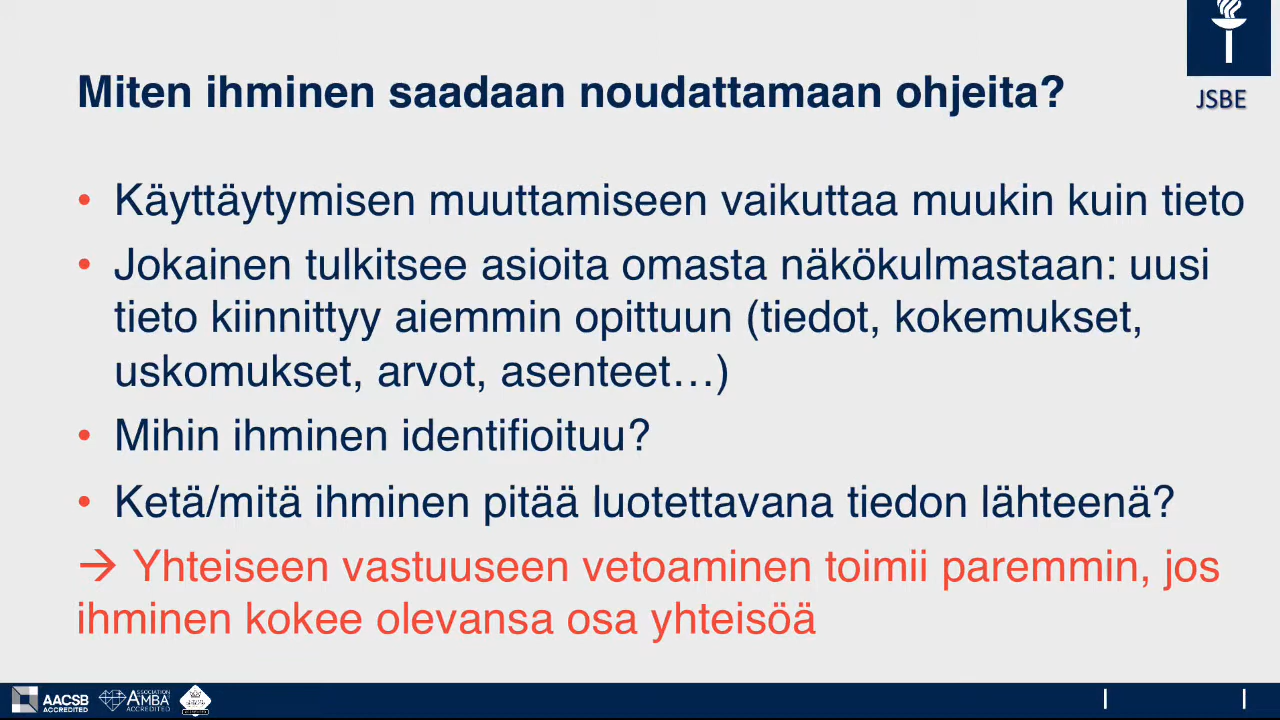 JSBE
Miten ihminen saadaan noudattamaan ohjeita?
• Käyttäytymisen muuttamiseen vaikuttaa muukin kuin tieto
• Jokainen tulkitsee asioita omasta näkökulmastaan: uusi
tieto kiinnittyy aiemmin opittuun (tiedot, kokemukset,
uskomukset, arvot, asenteet…)
• Mihin ihminen identifioituu?
• Ketä/mitä ihminen pitää luotettavana tiedon lähteenä?
→ Yhteiseen vastuuseen vetoaminen toimii paremmin, jos
ihminen kokee olevansa osa yhteisöä
AACSB
ACCREDITED
ASSOCIATION
AMBA
ACCREDITED